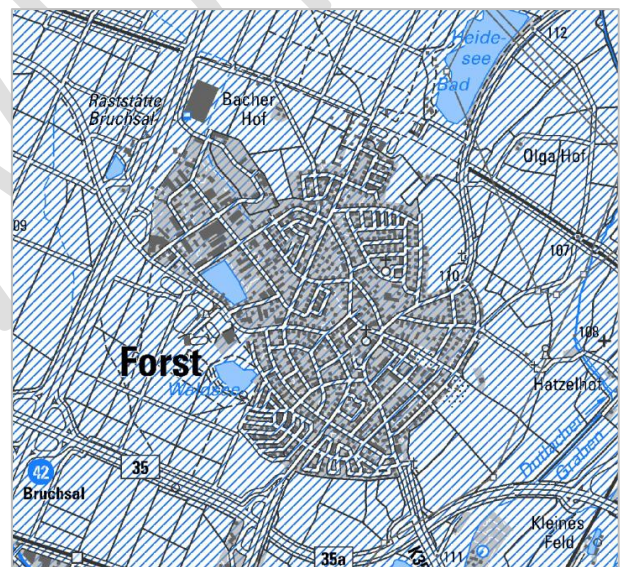 Heide-
see
Bad
112
Raststätte
Bruchsal
Bacher
Hof
Olga Hof
09
107
110
108
Forst
Waldsee
Hatzelhof
Duttlacher
Graben
42
Bruchsal
35
Kleines
Feld
35a
111